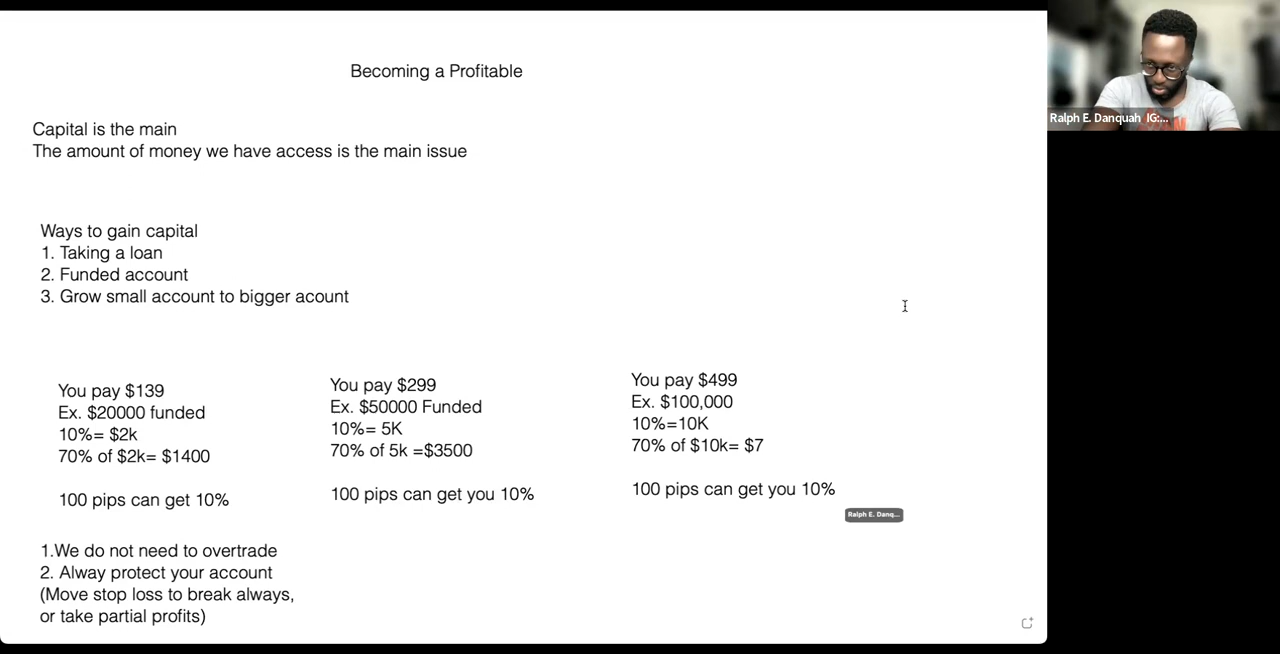 Becoming a Profitable
Capital is the main
The amount of money we have access is the main issue
Ways to gain capital
1. Taking a loan
2. Funded account
3. Grow small account to bigger acount
You pay $139
Ex. $20000 funded
10%= $2k
70% of $2k= $1400
100 pips can get 10%
You pay $299
Ex. $50000 Funded
10%= 5K
70% of 5k =$3500
100 pips can get you 10%
You pay $499
Ex. $100,000
10%=10K
70% of $10k= $7
100 pips can get you 10%
Ralph E. Danq...
1.We do not need to overtrade
2. Alway protect your account
(Move stop loss to break always,
or take partial profits)
Ralph E. Danquah IG:...